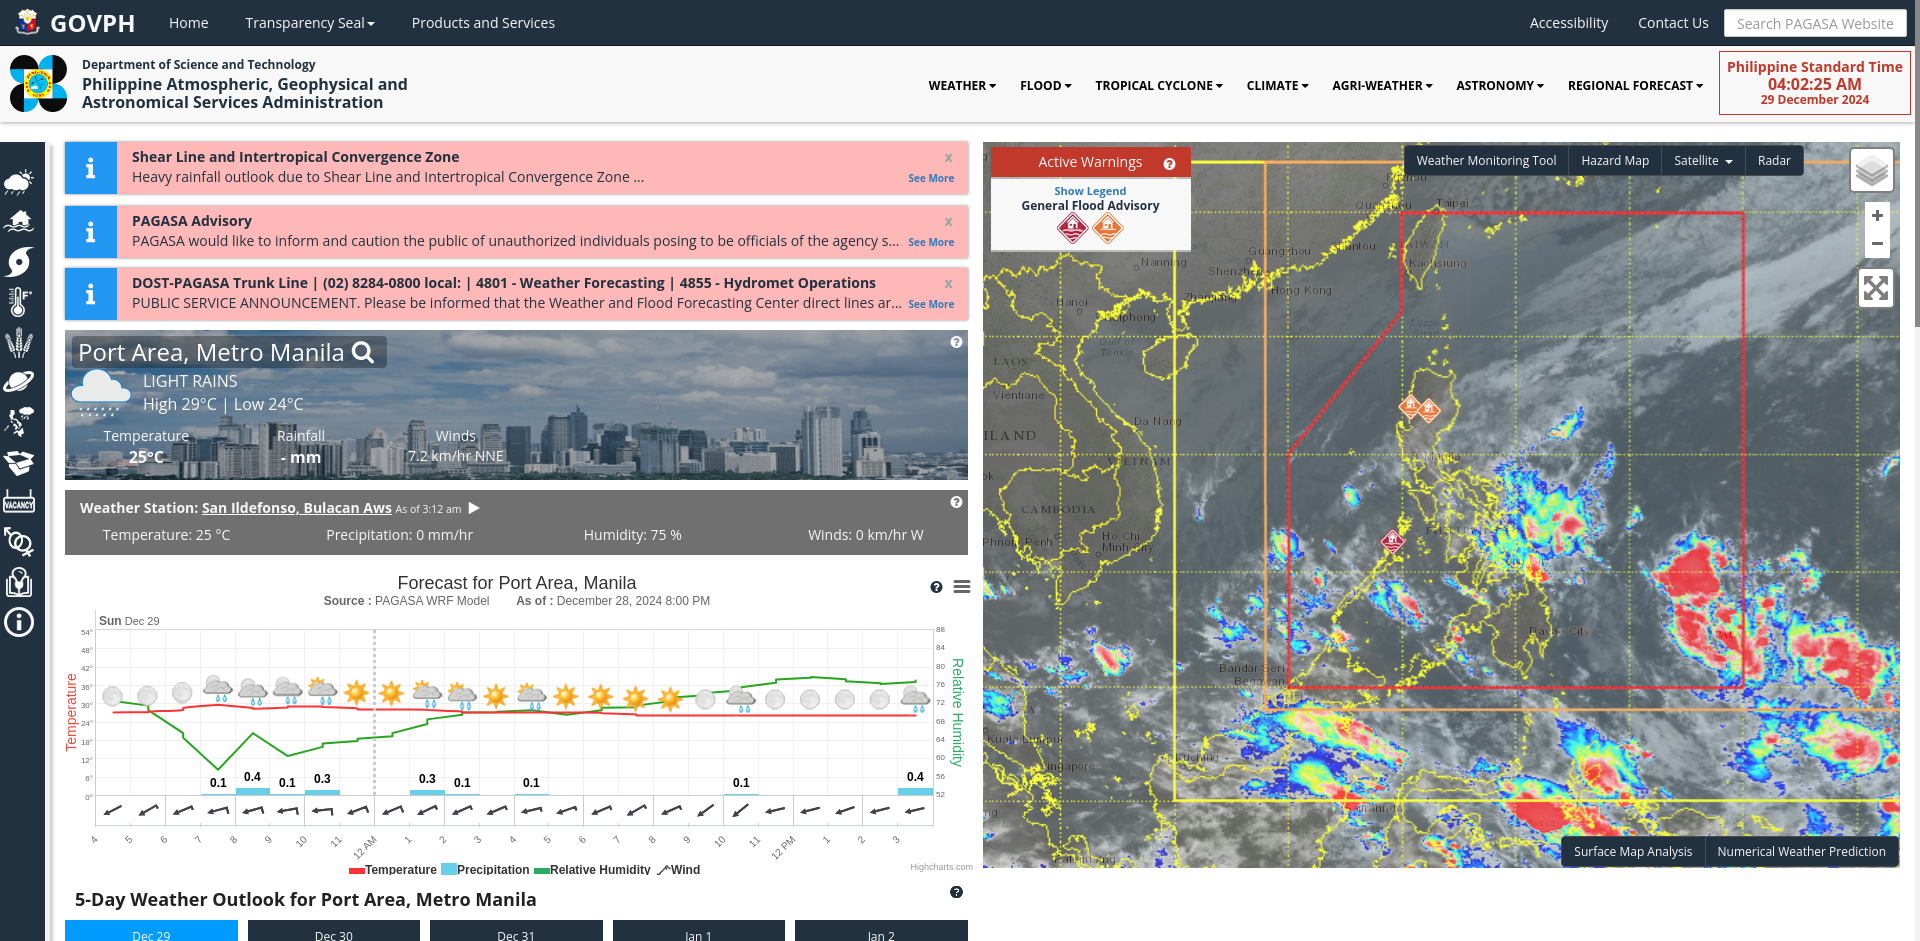 GOVPH
Home
Transparency Seal
Products and Services
Accessibility
Contact Us
Search PAGASA Website
Department of Science and Technology
Philippine Atmospheric, Geophysical and
Astronomical Services Administration
WEATHER
FLOOD
TROPICAL CYCLONE
CLIMATE
AGRI-WEATHER
ASTRONOMY
REGIONAL FORECAST
Philippine Standard Time
04:02:25 AM
29 December 2024
VACANCY
Shear Line and Intertropical Convergence Zone
x
Heavy rainfall outlook due to Shear Line and Intertropical Convergence Zone ...
See More
PAGASA Advisory
x
PAGASA would like to inform and caution the public of unauthorized individuals posing to be officials of the agency s...
See More
DOST-PAGASA Trunk Line | (02) 8284-0800 local: | 4801 - Weather Forecasting | 4855 - Hydromet Operations
x
PUBLIC SERVICE ANNOUNCEMENT. Please be informed that the Weather and Flood Forecasting Center direct lines ar...
See More
Port Area, Metro Manila
LIGHT RAINS
High 29°C | Low 24°C
Temperature
Rainfall
Winds
25°C
- mm
7.2 km/hr NNE
Weather Station: San Ildefonso, Bulacan Aws As of 3:12 am
Temperature: 25 °C
Precipitation: 0 mm/hr
Humidity: 75 %
Winds: 0 km/hr W
Forecast for Port Area, Manila
Source : PAGASA WRF Model As of : December 28, 2024 8:00 PM
Sun Dec 29
54°
48°
42°
36°
30°
24°
18°
12°
6°
0°
Temperature
88
84
80
76
72
68
64
60
56
52
Relative Humidity
0.1
0.4
0.1
0.3
0.3
0.1
0.1
0.1
0.4
4
5
6
7
8
9
10
11
12 AM
1
2
3
4
5
6
7
8
9
10
11
12 PM
1
2
3
Temperature
Precipitation
Relative Humidity
Wind
Highcharts.com
5-Day Weather Outlook for Port Area, Metro Manila
Dec 29
Dec 30
Dec 31
Jan 1
Jan 2
Active Warnings
Show Legend
General Flood Advisory
Weather Monitoring Tool
Hazard Map
Satellite
Radar
+
−
Taipei
TAIWAN
Kaohsiung
Guangzhou
Shantou
Nanning
Shenzhen
Hong Kong
Zhanjiang
Hanoi
Haiphong
Gulf of
Tonkin
Luzon
LAOS
Vientiane
Da Nang
VIETNAM
CAMBODIA
Phnom Penh
Ho Chi
Minh City
Manila
Davao City
Bandar Seri
Begawan
Kuala Lumpur
Singapore
Kuching
Samarinda
Surface Map Analysis
Numerical Weather Prediction